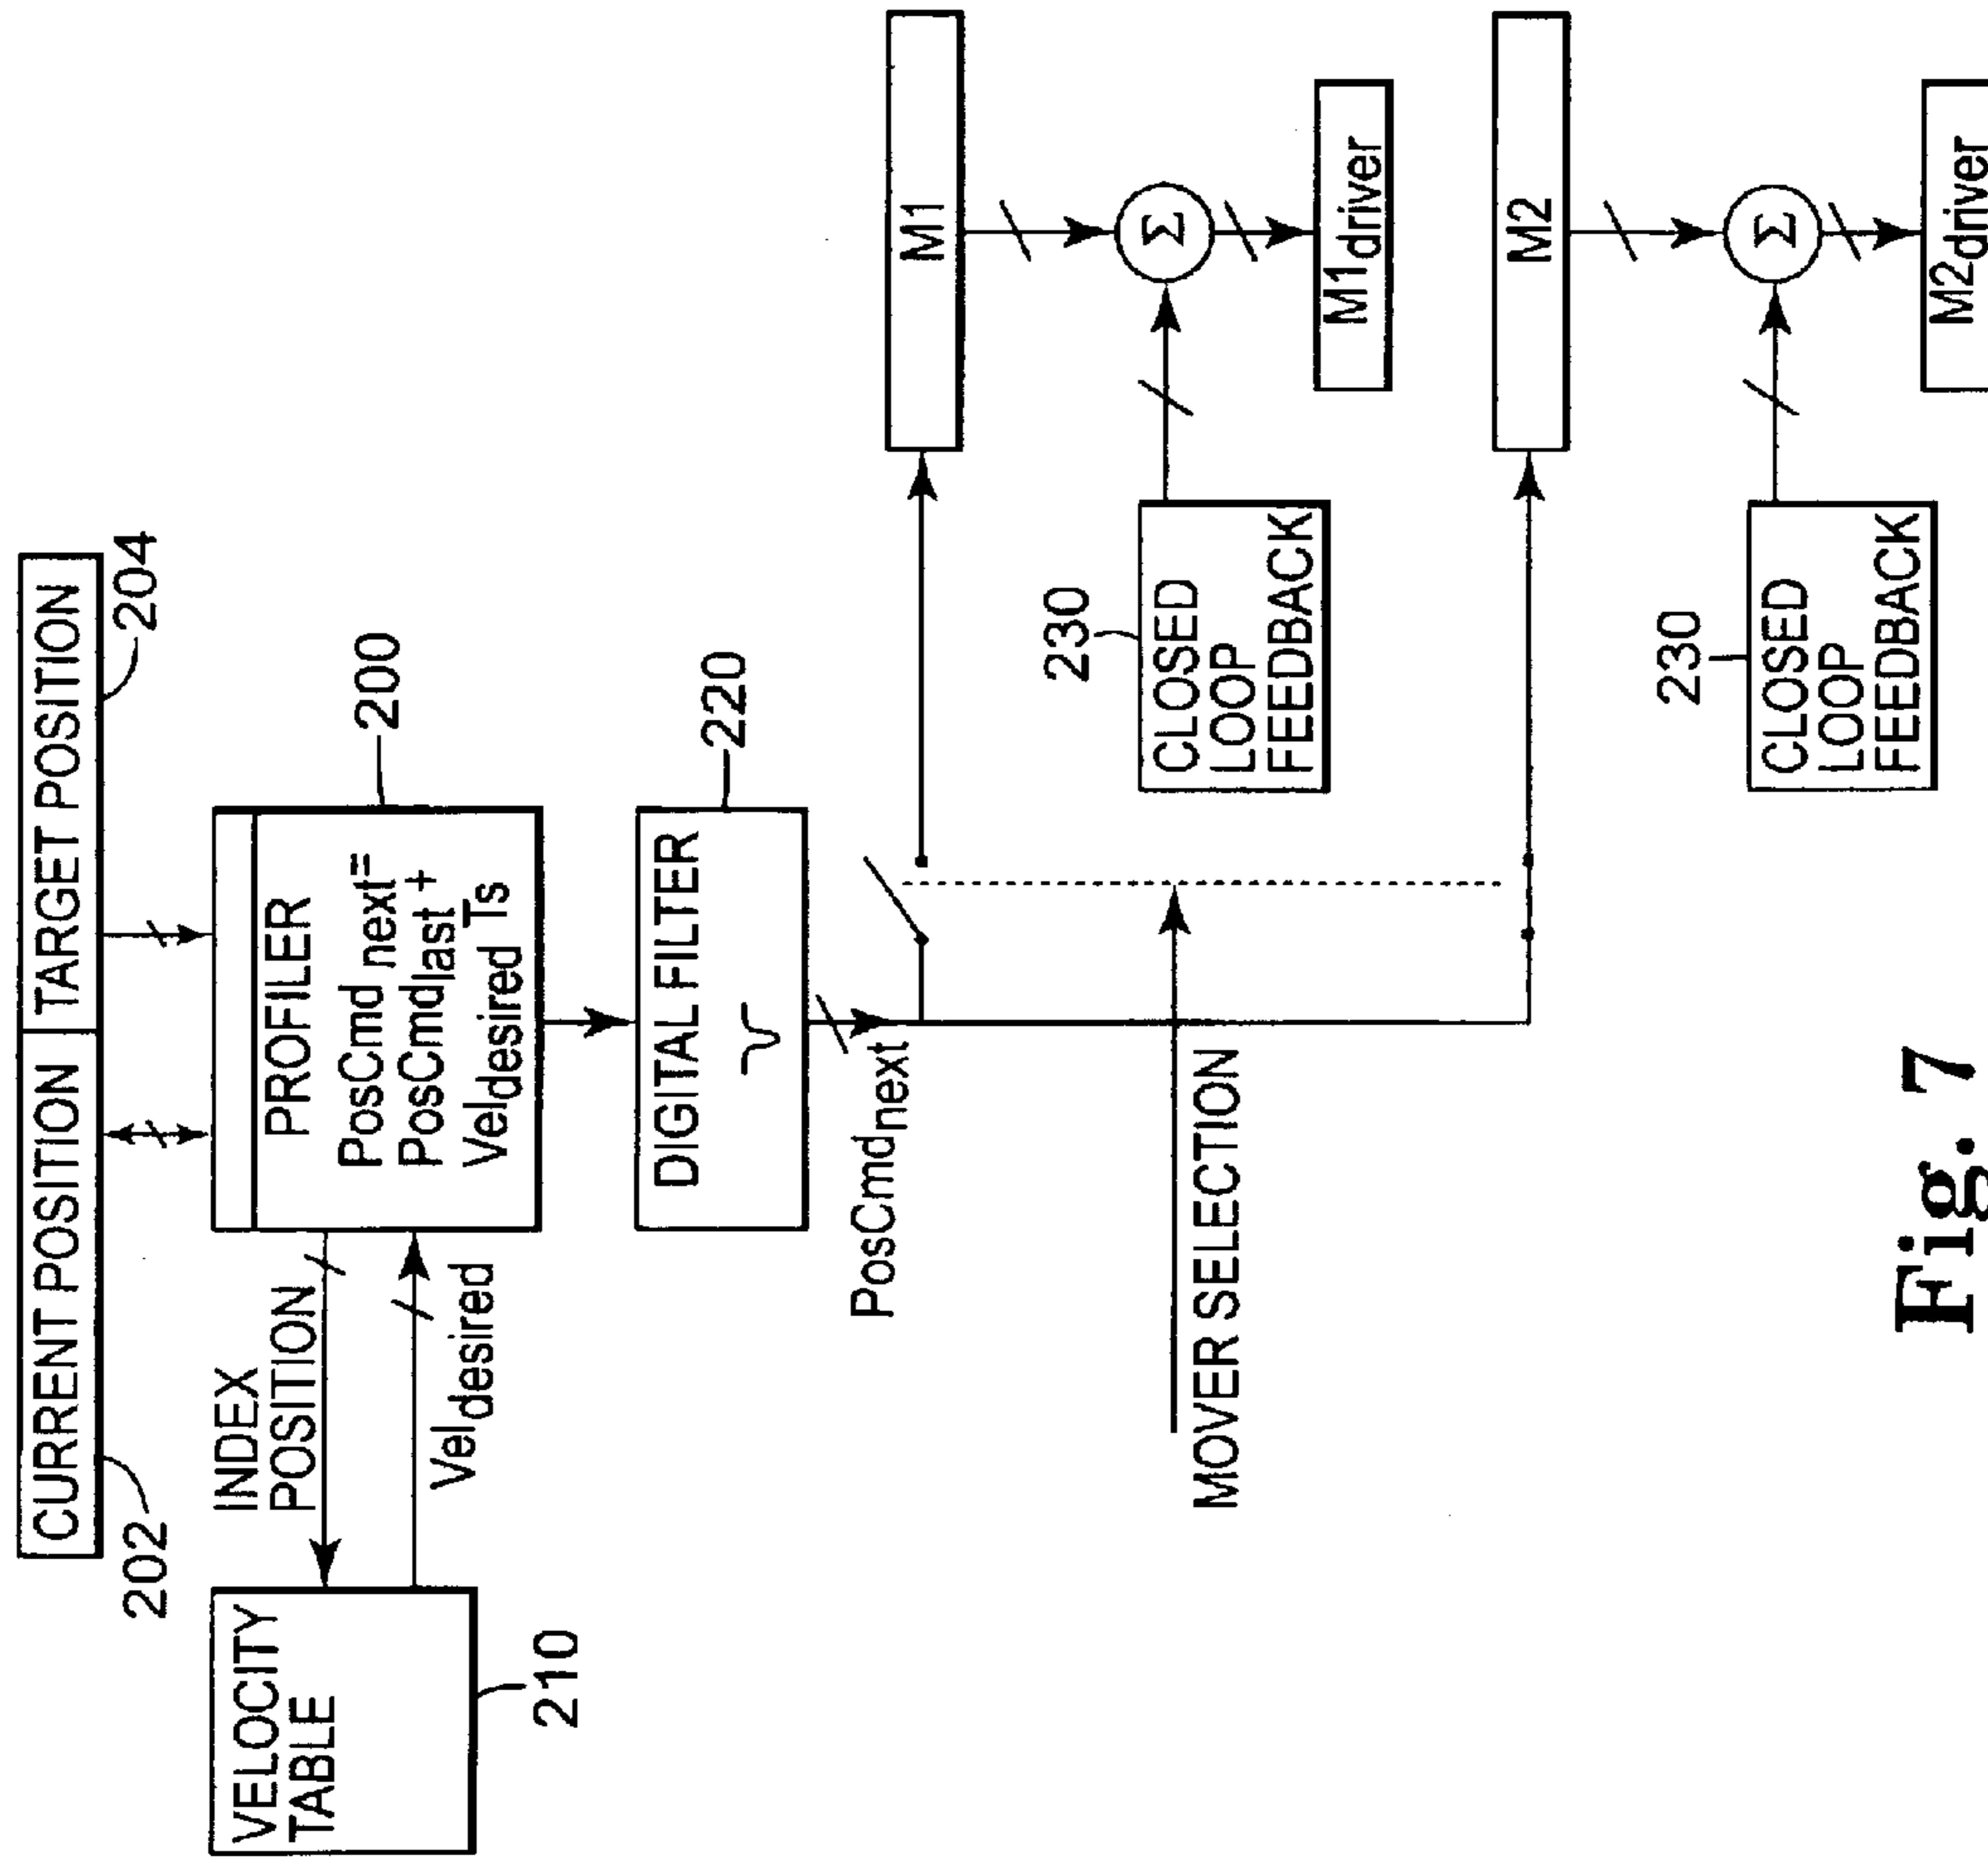 CURRENT POSITION
TARGET POSITION
202
204
VELOCITY
TABLE
210
INDEX
POSITION
Veldesired
PROFILER
PosCmd next=
PosCmdlast +
Veldesired Ts
200
DIGITAL FILTER
220
PosCmdnext
MOVER SELECTION
M1
Σ
M1driver
230
CLOSED
LOOP
FEEDBACK
M2
Σ
M2driver
230
CLOSED
LOOP
FEEDBACK
Fig. 7